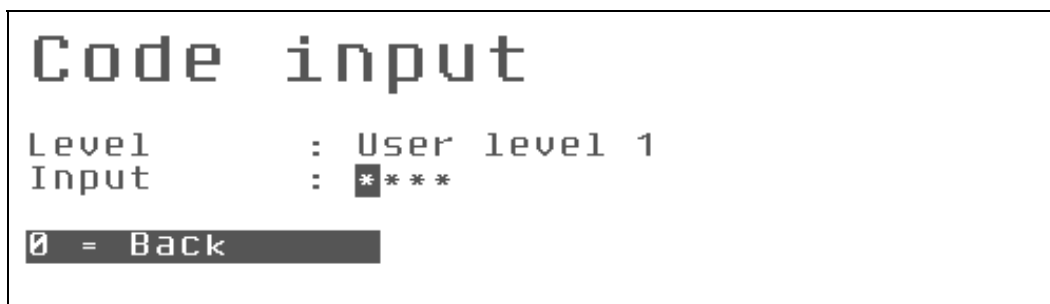 Code input
Level : User level 1
Input : ****
0 = Back